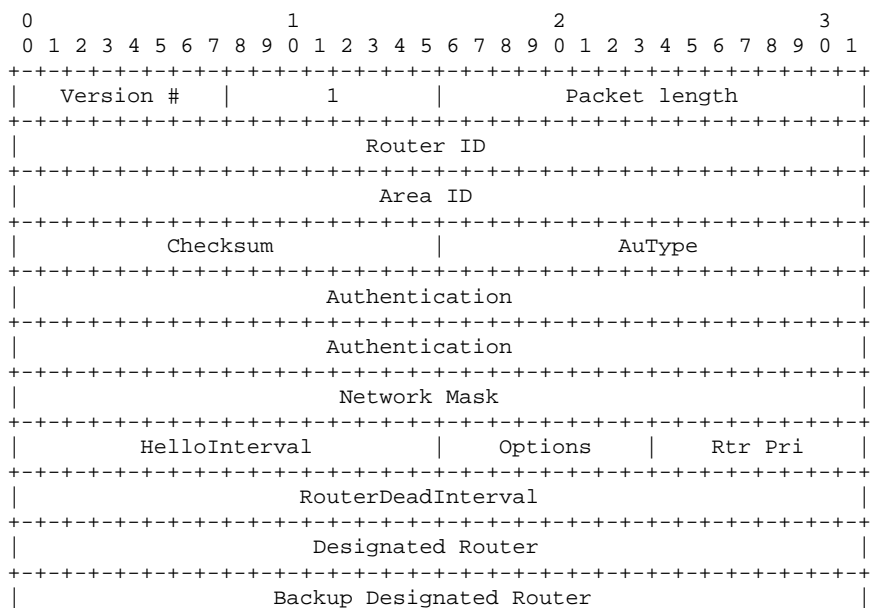 0                   1                   2                   3
0 1 2 3 4 5 6 7 8 9 0 1 2 3 4 5 6 7 8 9 0 1 2 3 4 5 6 7 8 9 0 1
+-+-+-+-+-+-+-+-+-+-+-+-+-+-+-+-+-+-+-+-+-+-+-+-+-+-+-+-+-+-+-+-+
|   Version #   |       1       |         Packet length         |
+-+-+-+-+-+-+-+-+-+-+-+-+-+-+-+-+-+-+-+-+-+-+-+-+-+-+-+-+-+-+-+-+
|                          Router ID                            |
+-+-+-+-+-+-+-+-+-+-+-+-+-+-+-+-+-+-+-+-+-+-+-+-+-+-+-+-+-+-+-+-+
|                           Area ID                             |
+-+-+-+-+-+-+-+-+-+-+-+-+-+-+-+-+-+-+-+-+-+-+-+-+-+-+-+-+-+-+-+-+
|           Checksum            |             AuType            |
+-+-+-+-+-+-+-+-+-+-+-+-+-+-+-+-+-+-+-+-+-+-+-+-+-+-+-+-+-+-+-+-+
|                       Authentication                          |
+-+-+-+-+-+-+-+-+-+-+-+-+-+-+-+-+-+-+-+-+-+-+-+-+-+-+-+-+-+-+-+-+
|                       Authentication                          |
+-+-+-+-+-+-+-+-+-+-+-+-+-+-+-+-+-+-+-+-+-+-+-+-+-+-+-+-+-+-+-+-+
|                        Network Mask                           |
+-+-+-+-+-+-+-+-+-+-+-+-+-+-+-+-+-+-+-+-+-+-+-+-+-+-+-+-+-+-+-+-+
|         HelloInterval         |    Options    |    Rtr Pri    |
+-+-+-+-+-+-+-+-+-+-+-+-+-+-+-+-+-+-+-+-+-+-+-+-+-+-+-+-+-+-+-+-+
|                     RouterDeadInterval                        |
+-+-+-+-+-+-+-+-+-+-+-+-+-+-+-+-+-+-+-+-+-+-+-+-+-+-+-+-+-+-+-+-+
|                      Designated Router                        |
+-+-+-+-+-+-+-+-+-+-+-+-+-+-+-+-+-+-+-+-+-+-+-+-+-+-+-+-+-+-+-+-+
|                   Backup Designated Router                    |